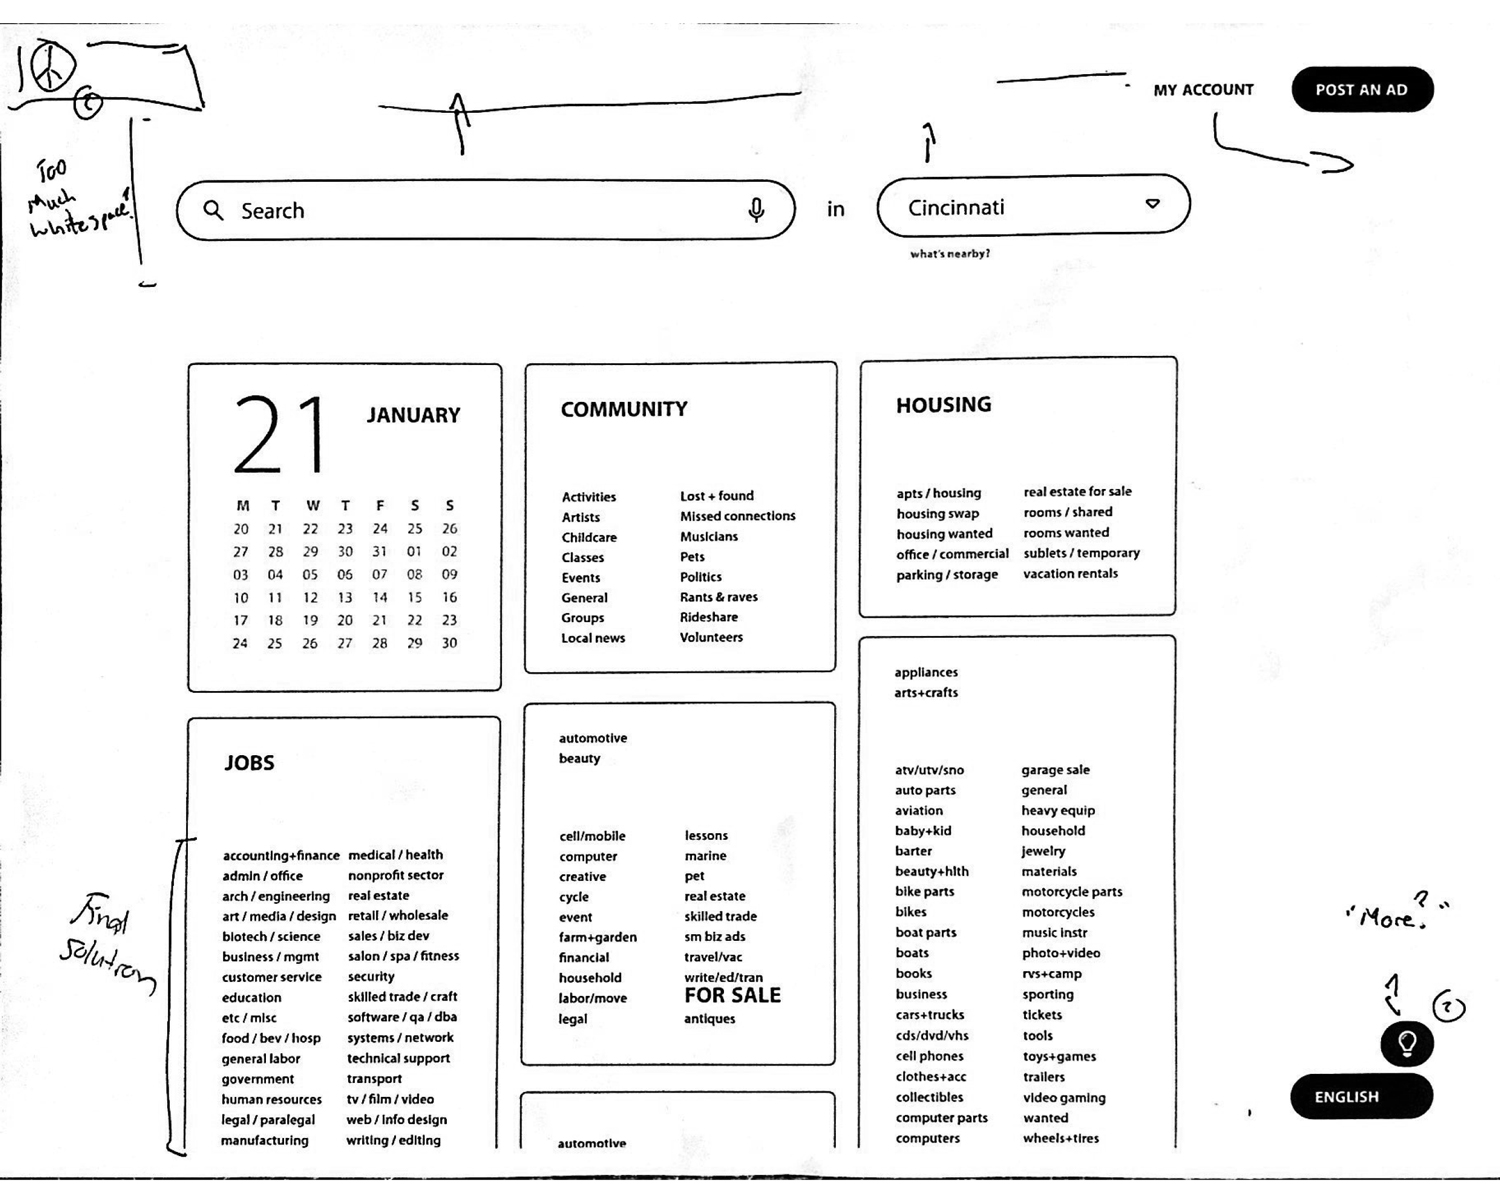 MY ACCOUNT
POST AN AD
Too
Much
Whitespace?
Search
in
Cincinnati
what's nearby?
21
JANUARY
M T W T F S S
20 21 22 23 24 25 26
27 28 29 30 31 01 02
03 04 05 06 07 08 09
10 11 12 13 14 15 16
17 18 19 20 21 22 23
24 25 26 27 28 29 30
COMMUNITY
Activities Lost + found
Artists Missed connections
Childcare Musicians
Classes Pets
Events Politics
General Rants & raves
Groups Rideshare
Local news Volunteers
HOUSING
apts / housing real estate for sale
housing swap rooms / shared
housing wanted rooms wanted
office / commercial sublets / temporary
parking / storage vacation rentals
JOBS
accounting+finance medical / health
admin / office nonprofit sector
arch / engineering real estate
art / media / design retail / wholesale
biotech / science sales / biz dev
business / mgmt salon / spa / fitness
customer service security
education skilled trade / craft
etc / misc software / qa / dba
food / bev / hosp systems / network
general labor technical support
government transport
human resources tv / film / video
legal / paralegal web / info design
manufacturing writing / editing
Final
Solution
automotive
beauty
cell/mobile lessons
computer marine
creative pet
cycle real estate
event skilled trade
farm+garden sm biz ads
financial travel/vac
household write/ed/tran
labor/move FOR SALE
legal antiques
automotive
appliances
arts+crafts
atv/utv/sno garage sale
auto parts general
aviation heavy equip
baby+kid household
barter jewelry
beauty+hlth materials
bike parts motorcycle parts
bikes motorcycles
boat parts music instr
boats photo+video
books rvs+camp
business sporting
cars+trucks tickets
cds/dvd/vhs tools
cell phones toys+games
clothes+acc trailers
collectibles video gaming
computer parts wanted
computers wheels+tires
"More?"
?
ENGLISH